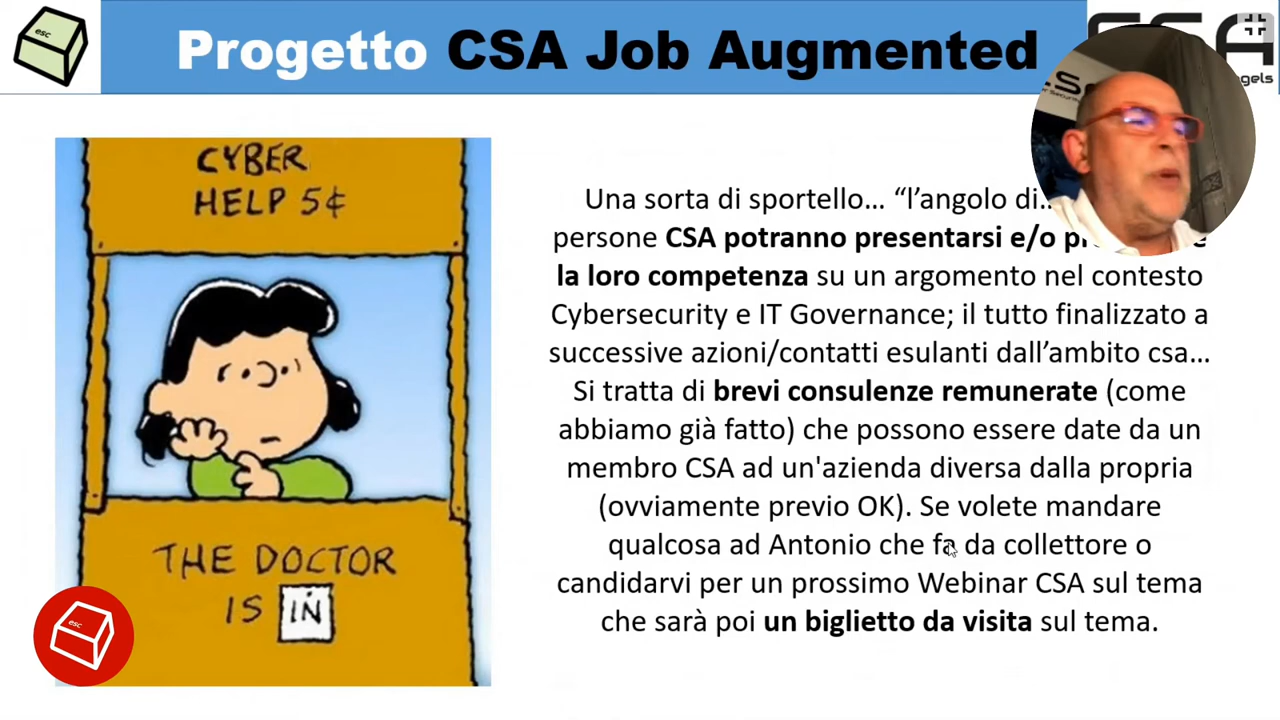 esc
Progetto CSA Job Augmented
CSA
gels
CYBER
HELP 5¢
THE DOCTOR
IS IN
esc
Una sorta di sportello... “l’angolo di..
persone CSA potranno presentarsi e/o
la loro competenza su un argomento nel contesto
Cybersecurity e IT Governance; il tutto finalizzato a
successive azioni/contatti esulanti dall’ambito csa...
Si tratta di brevi consulenze remunerate (come
abbiamo già fatto) che possono essere date da un
membro CSA ad un'azienda diversa dalla propria
(ovviamente previo OK). Se volete mandare
qualcosa ad Antonio che fa da collettore o
candidarvi per un prossimo Webinar CSA sul tema
che sarà poi un biglietto da visita sul tema.